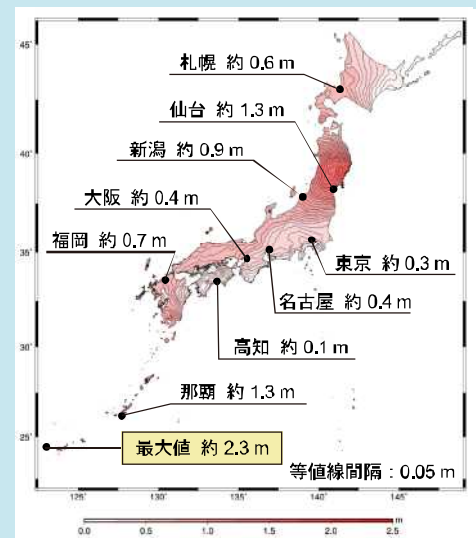 45°
40°
35°
30°
25°
札幌 約 0.6 m
仙台 約 1.3 m
新潟 約 0.9 m
大阪 約 0.4 m
福岡 約 0.7 m
東京 約 0.3 m
名古屋 約 0.4 m
高知 約 0.1 m
那覇 約 1.3 m
最大値 約 2.3 m
等値線間隔：0.05 m
125° 130° 135° 140° 145°
m
0.0 0.5 1.0 1.5 2.0 2.5